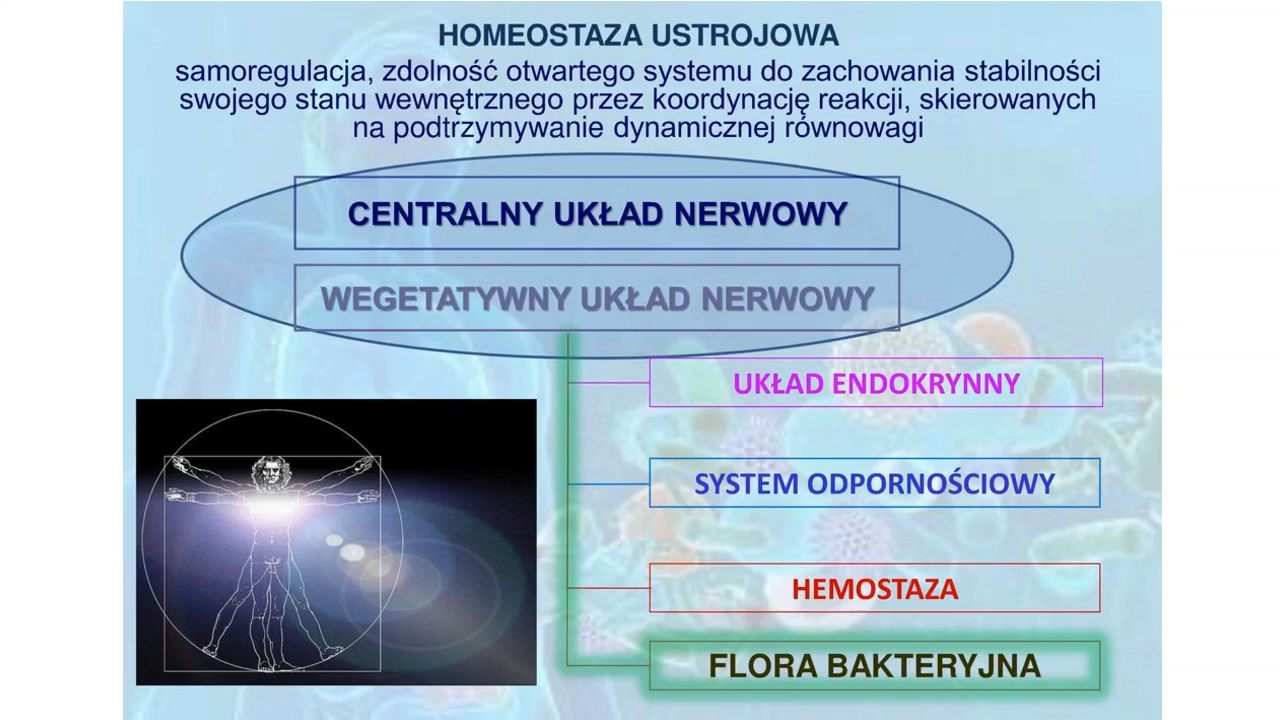 HOMEOSTAZA USTROJOWA
samoregulacja, zdolność otwartego systemu do zachowania stabilności
swojego stanu wewnętrznego przez koordynację reakcji, skierowanych
na podtrzymywanie dynamicznej równowagi
CENTRALNY UKŁAD NERWOWY
WEGETATYWNY UKŁAD NERWOWY
UKŁAD ENDOKRYNNY
SYSTEM ODPORNOŚCIOWY
HEMOSTAZA
FLORA BAKTERYJNA